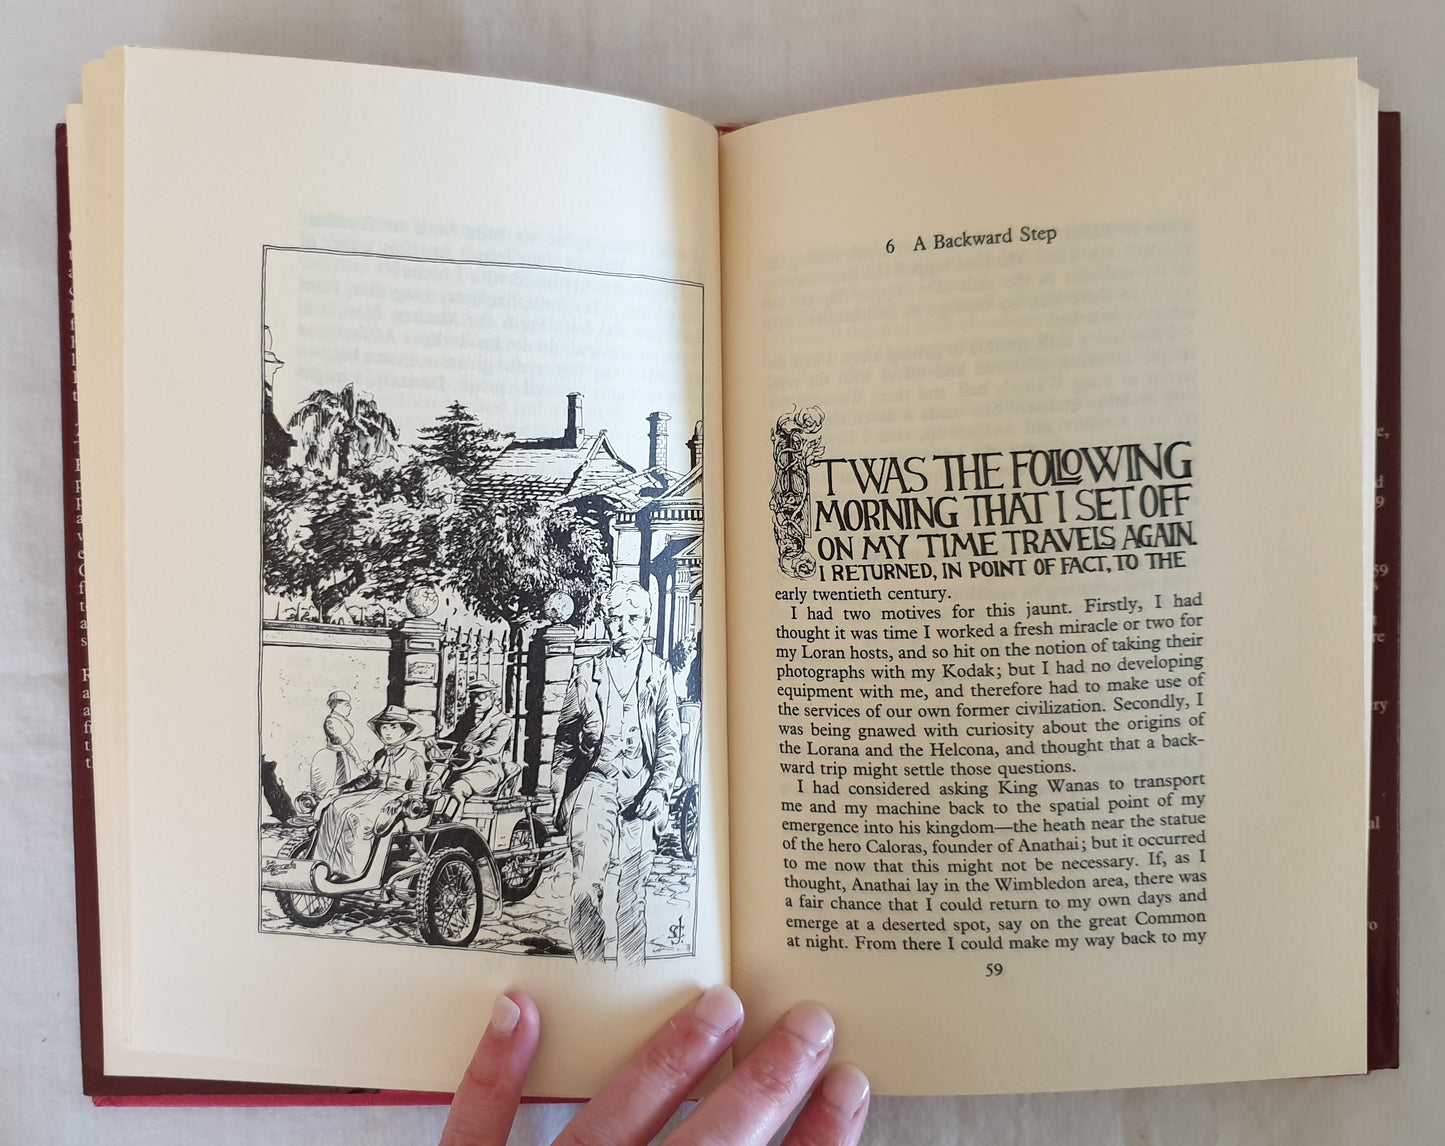 6 A Backward Step
IT WAS THE FOLLOWING
MORNING THAT I SET OFF
ON MY TIME TRAVELS AGAIN.
I RETURNED, IN POINT OF FACT, TO THE
early twentieth century.
I had two motives for this jaunt. Firstly, I had
thought it was time I worked a fresh miracle or two for
my Loran hosts, and so hit on the notion of taking their
photographs with my Kodak; but I had no developing
equipment with me, and therefore had to make use of
the services of our own former civilization. Secondly, I
was being gnawed with curiosity about the origins of
the Lorana and the Helcona, and thought that a back-
ward trip might settle those questions.
I had considered asking King Wanas to transport
me and my machine back to the spatial point of my
emergence into his kingdom—the heath near the statue
of the hero Caloras, founder of Anathai; but it occurred
to me now that this might not be necessary. If, as I
thought, Anathai lay in the Wimbledon area, there was
a fair chance that I could return to my own days and
emerge at a deserted spot, say on the great Common
at night. From there I could make my way back to my
59